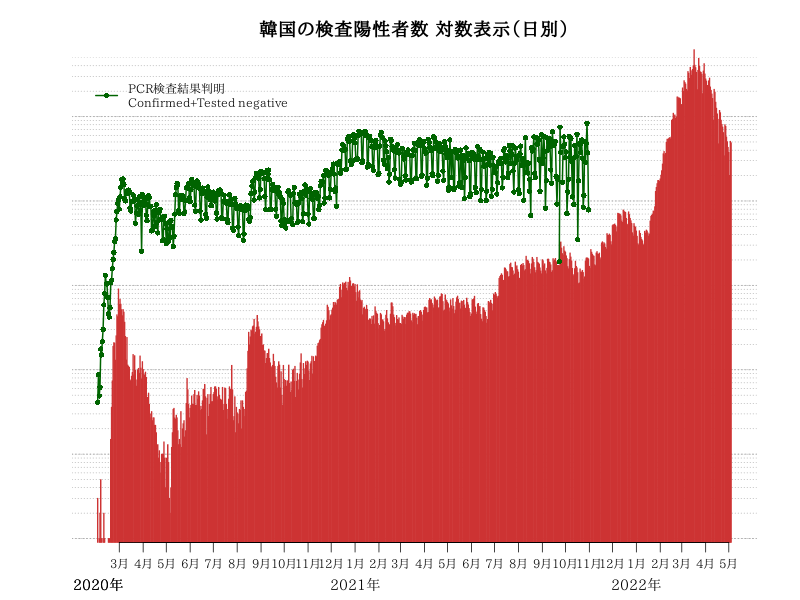 韓国の検査陽性者数 対数表示（日別）
PCR検査結果判明
Confirmed+Tested negative
3月 4月 5月 6月 7月 8月 9月 10月 11月 12月 1月 2月 3月 4月 5月 6月 7月 8月 9月 10月 11月 12月 1月 2月 3月 4月 5月
2020年 2021年 2022年